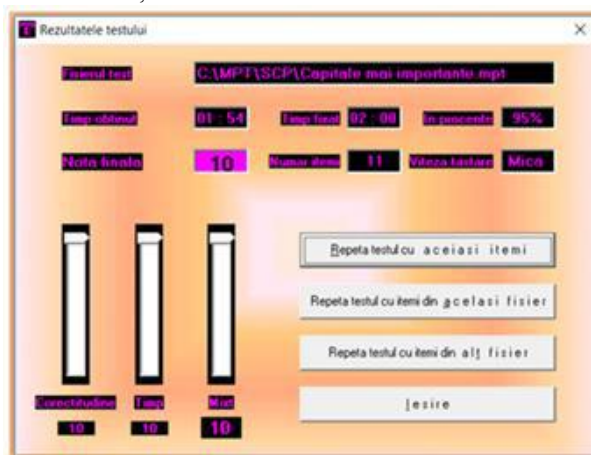 Rezultatele testului
Fisierul test C:\MPT\SCP\Capitale mai importante.mpt
Timp obtinut 01 : 54 Timp fixat 02 : 00 In procente 95%
Nota finala 10 Numar itemi 11 Viteza tastare Mica
Repeta testul cu aceiasi itemi
Repeta testul cu itemi din acelasi fisier
Repeta testul cu itemi din alt fisier
Iesire
Corectitudine Timp Mixt
10 10 10